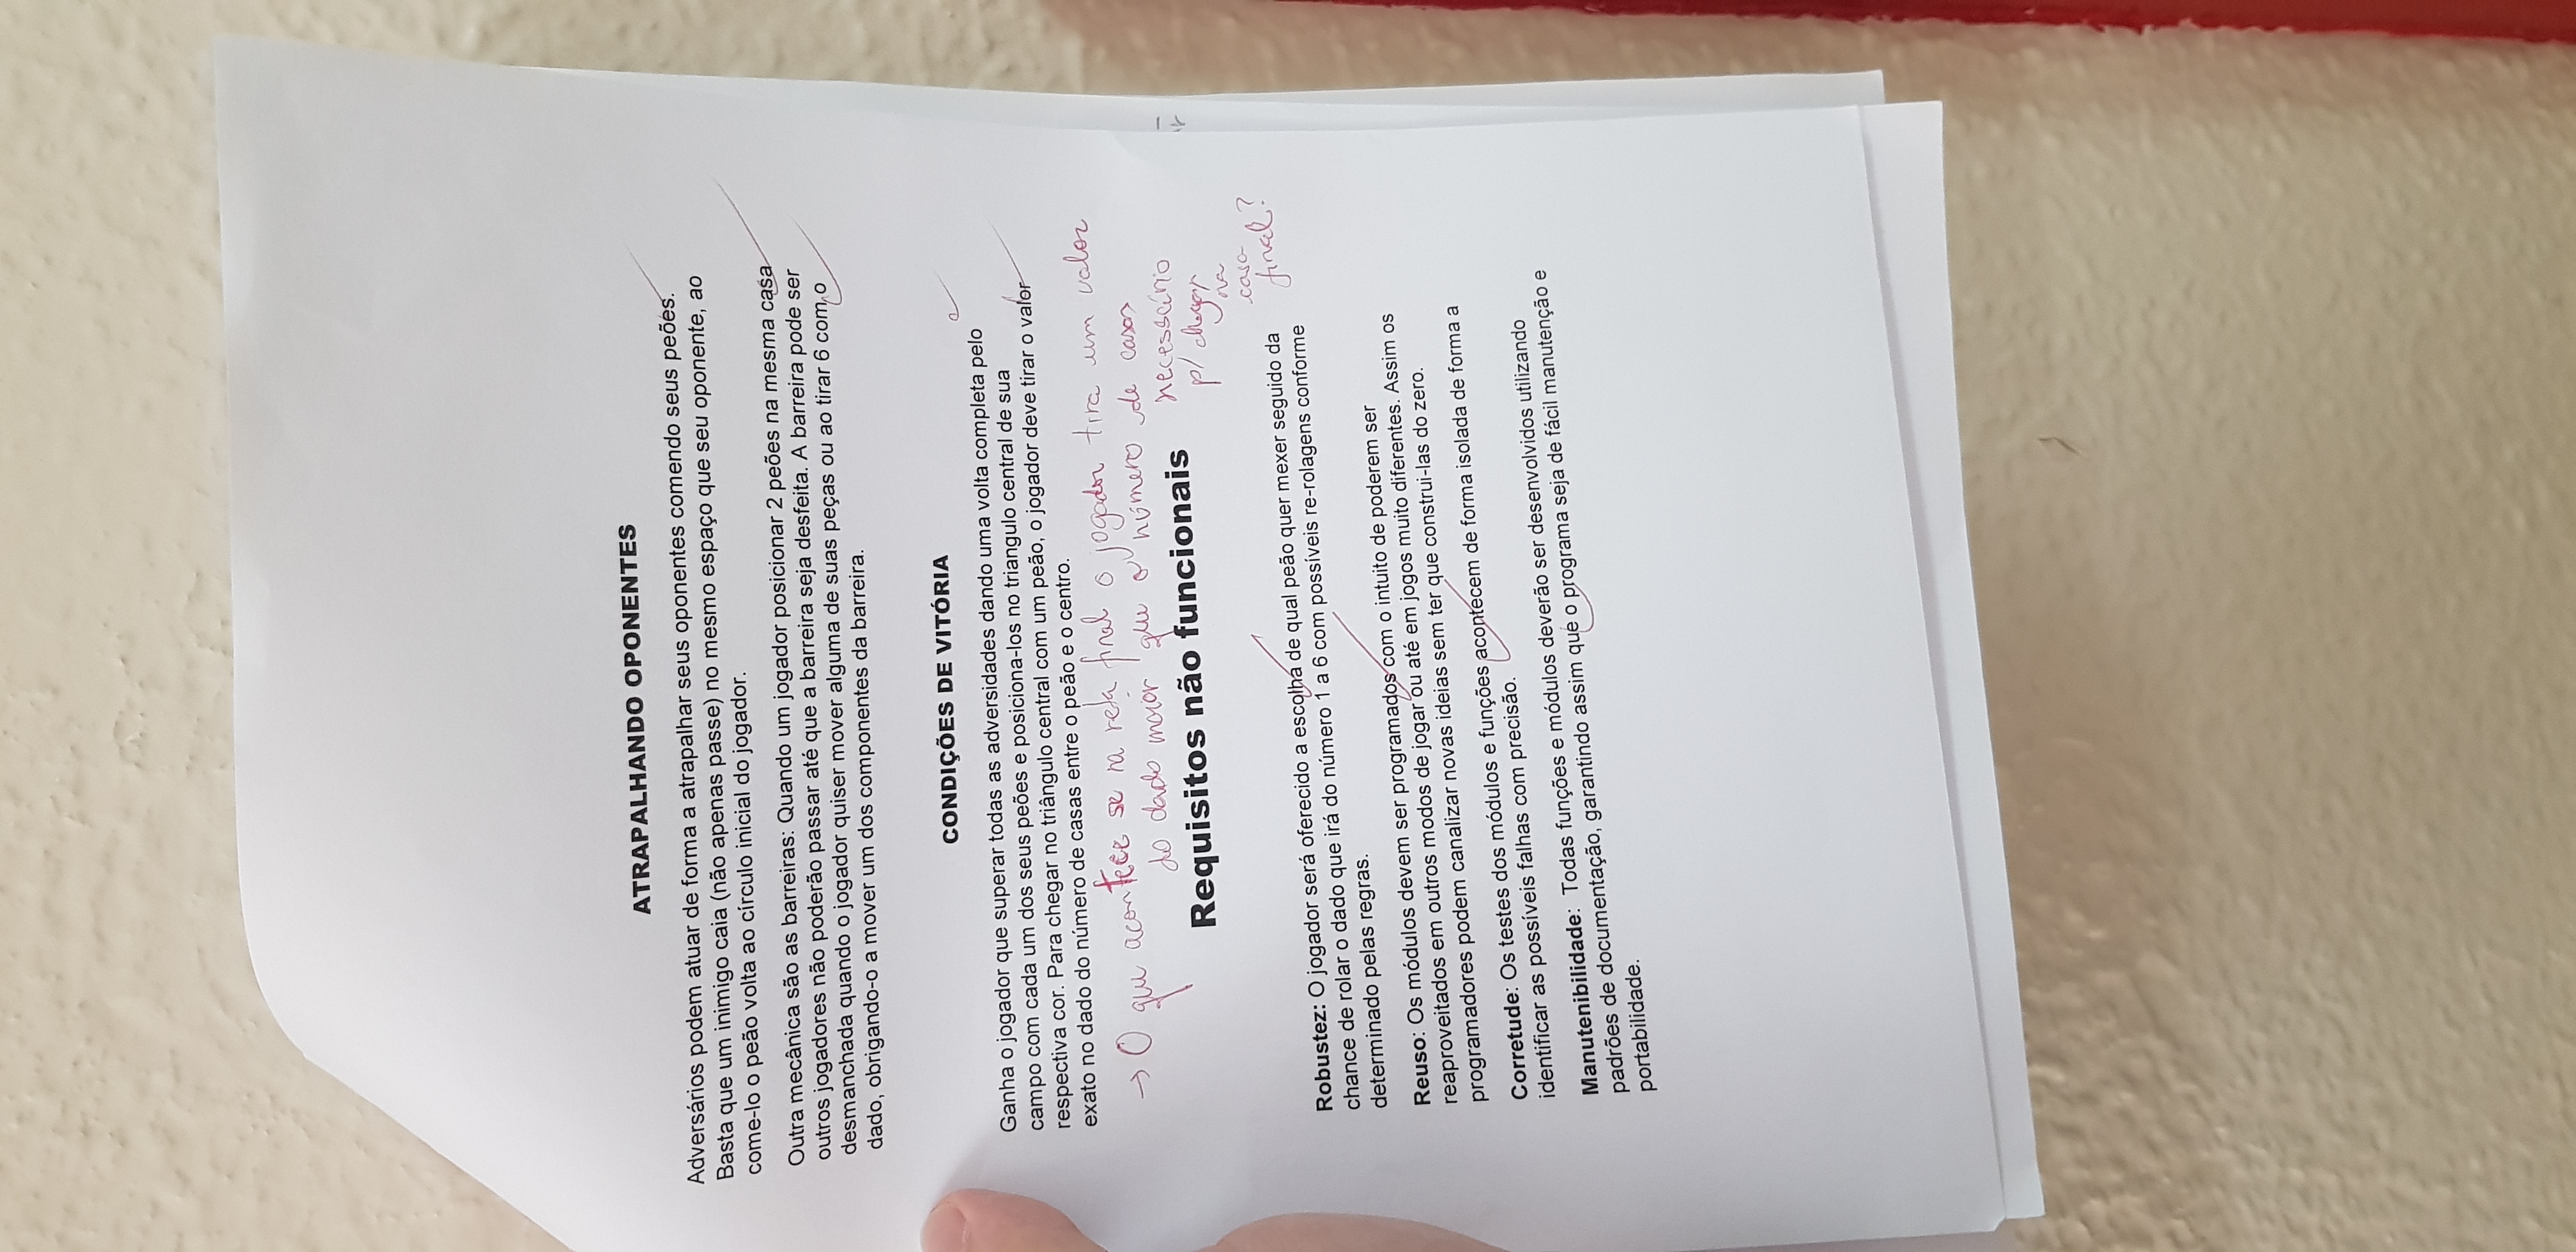 ATRAPALHANDO OPONENTES
Adversários podem atuar de forma a atrapalhar seus oponentes comendo seus peões.
Basta que um inimigo caia (não apenas passe) no mesmo espaço que seu oponente, ao
come-lo o peão volta ao círculo inicial do jogador.
Outra mecânica são as barreiras: Quando um jogador posicionar 2 peões na mesma casa
outros jogadores não poderão passar até que a barreira seja desfeita. A barreira pode ser
desmanchada quando o jogador quiser mover alguma de suas peças ou ao tirar 6 com o
dado, obrigando-o a mover um dos componentes da barreira.
CONDIÇÕES DE VITÓRIA
Ganha o jogador que superar todas as adversidades dando uma volta completa pelo
campo com cada um dos seus peões e posiciona-los no triangulo central de sua
respectiva cor. Para chegar no triângulo central com um peão, o jogador deve tirar o valor
exato no dado do número de casas entre o peão e o centro.
→ O que acontece se na reta final o jogador tira um valor
do dado maior que o número de casas
necessário
p/ chegar
na
casa
final?
Requisitos não funcionais
Robustez: O jogador será oferecido a escolha de qual peão quer mexer seguido da
chance de rolar o dado que irá do número 1 a 6 com possíveis re-rolagens conforme
determinado pelas regras.
Reuso: Os módulos devem ser programados com o intuito de poderem ser
reaproveitados em outros modos de jogar ou até em jogos muito diferentes. Assim os
programadores podem canalizar novas ideias sem ter que construi-las do zero.
Corretude: Os testes dos módulos e funções acontecem de forma isolada de forma a
identificar as possíveis falhas com precisão.
Manutenibilidade: Todas funções e módulos deverão ser desenvolvidos utilizando
padrões de documentação, garantindo assim que o programa seja de fácil manutenção e
portabilidade.